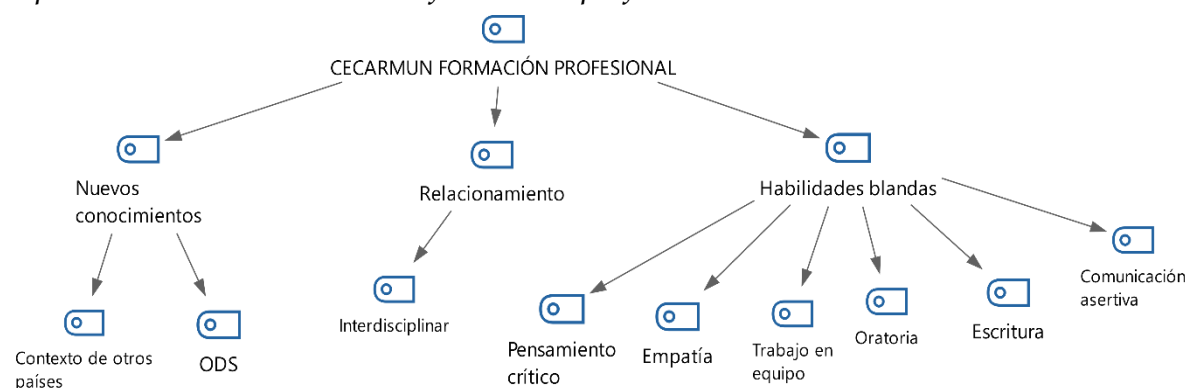 CECARMUN FORMACIÓN PROFESIONAL
Nuevos
conocimientos
Relacionamiento
Habilidades blandas
Contexto de otros
países
ODS
Interdisciplinar
Pensamiento
crítico
Empatía
Trabajo en
equipo
Oratoria
Escritura
Comunicación
asertiva